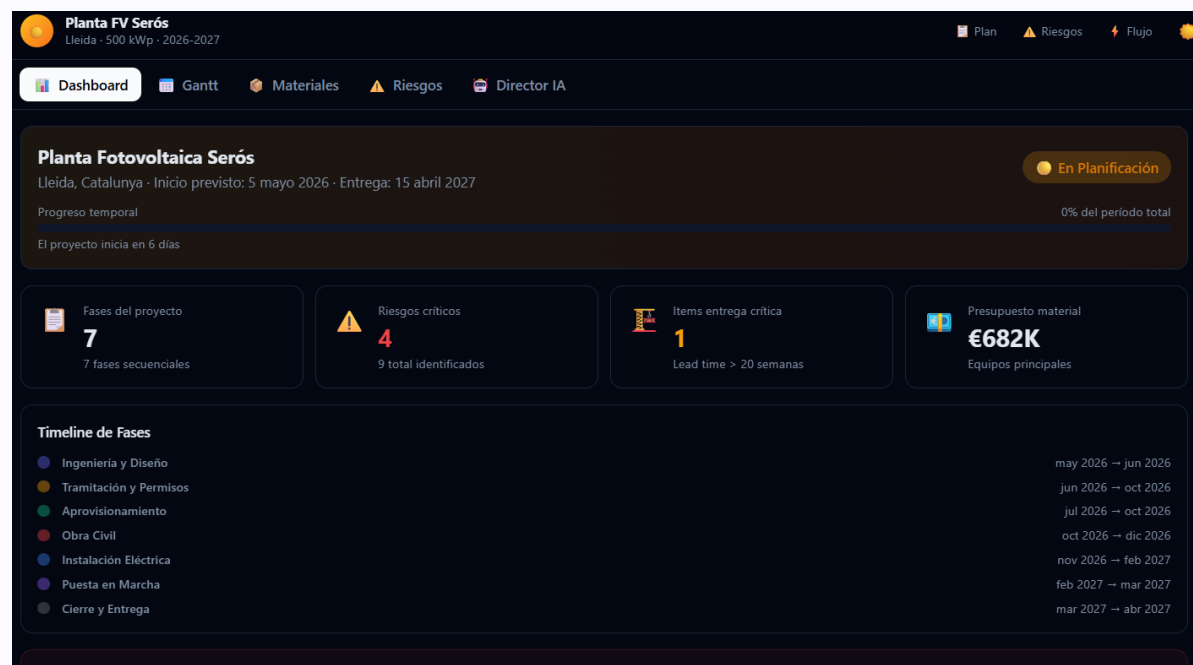 Planta FV Serós
Lleida · 500 kWp · 2026-2027
Plan
Riesgos
Flujo
Dashboard
Gantt
Materiales
Riesgos
Director IA
Planta Fotovoltaica Serós
Lleida, Catalunya · Inicio previsto: 5 mayo 2026 · Entrega: 15 abril 2027
En Planificación
Progreso temporal
0% del período total
El proyecto inicia en 6 días
Fases del proyecto
7
7 fases secuenciales
Riesgos críticos
4
9 total identificados
Items entrega crítica
1
Lead time > 20 semanas
Presupuesto material
€682K
Equipos principales
Timeline de Fases
Ingeniería y Diseño may 2026 → jun 2026
Tramitación y Permisos jun 2026 → oct 2026
Aprovisionamiento jul 2026 → oct 2026
Obra Civil oct 2026 → dic 2026
Instalación Eléctrica nov 2026 → feb 2027
Puesta en Marcha feb 2027 → mar 2027
Cierre y Entrega mar 2027 → abr 2027